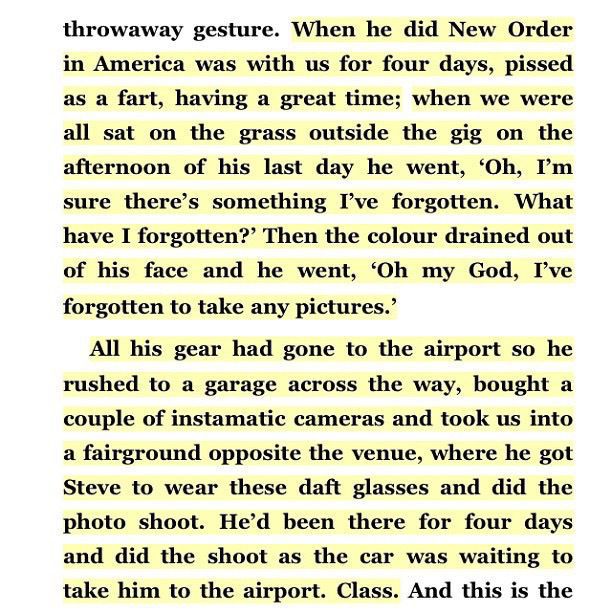 throwaway gesture. When he did New Order
in America was with us for four days, pissed
as a fart, having a great time; when we were
all sat on the grass outside the gig on the
afternoon of his last day he went, ‘Oh, I’m
sure there’s something I’ve forgotten. What
have I forgotten?’ Then the colour drained out
of his face and he went, ‘Oh my God, I’ve
forgotten to take any pictures.’
All his gear had gone to the airport so he
rushed to a garage across the way, bought a
couple of instamatic cameras and took us into
a fairground opposite the venue, where he got
Steve to wear these daft glasses and did the
photo shoot. He’d been there for four days
and did the shoot as the car was waiting to
take him to the airport. Class. And this is the